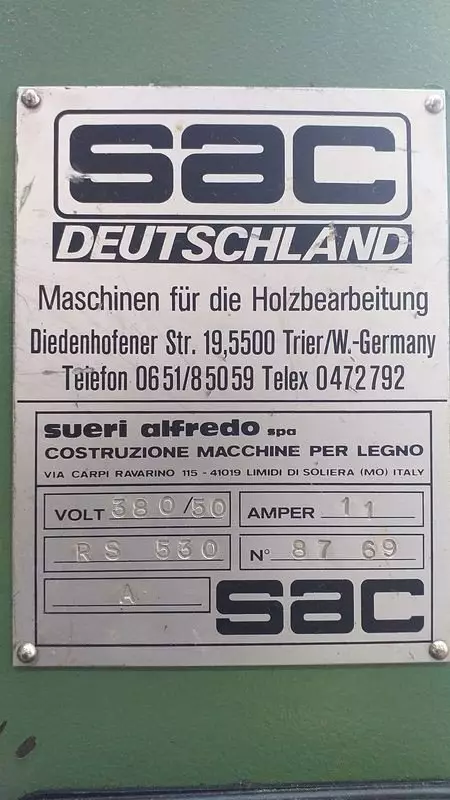 sac
DEUTSCHLAND
Maschinen für die Holzbearbeitung
Diedenhofener Str. 19,5500 Trier/W.-Germany
Telefon 0651/85059 Telex 0472792
sueri alfredo spa
COSTRUZIONE MACCHINE PER LEGNO
VIA CARPI RAVARINO 115 - 41019 LIMIDI DI SOLIERA (MO) ITALY
VOLT 380/50 AMPER 11
RS 530 N° 87 69
A
sac